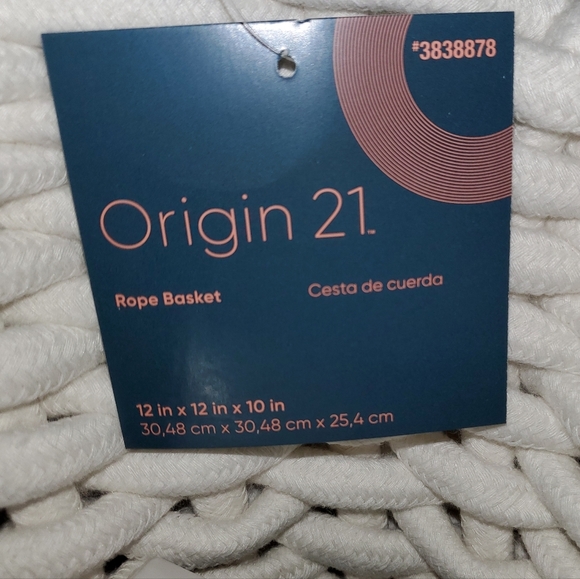 #3838878
Origin 21™
Rope Basket
Cesta de cuerda
12 in x 12 in x 10 in
30,48 cm x 30,48 cm x 25,4 cm